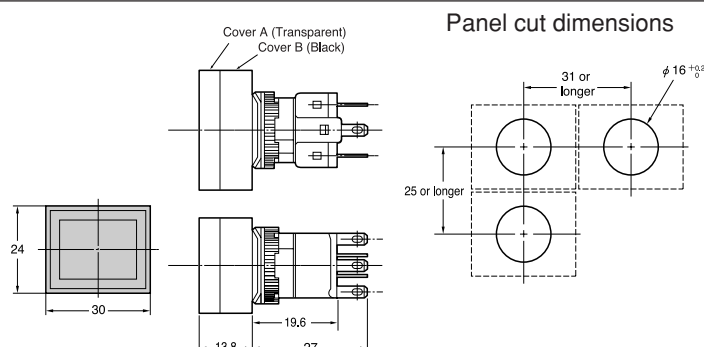 Panel cut dimensions
Cover A (Transparent)
Cover B (Black)
31 or
longer
φ16 +0.2
0
25 or longer
24
30
19.6
13.8
27